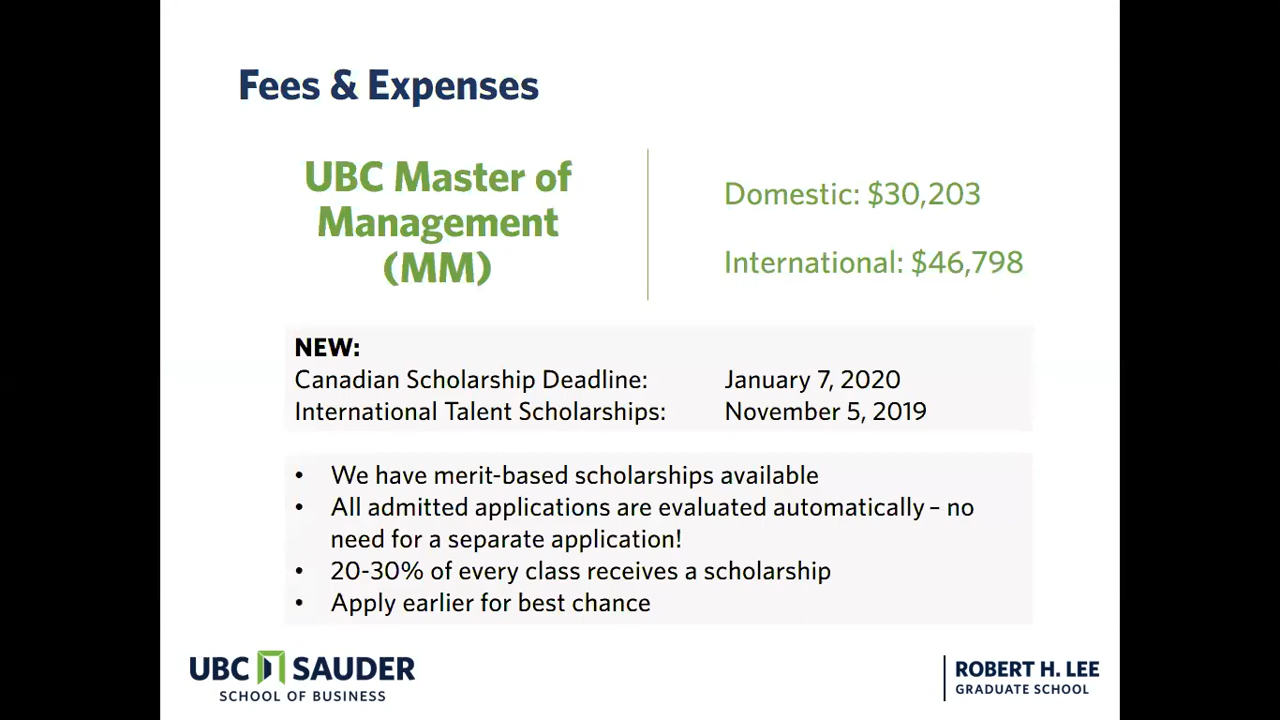 Fees & Expenses
UBC Master of
Management
(MM)
Domestic: $30,203
International: $46,798
NEW:
Canadian Scholarship Deadline: January 7, 2020
International Talent Scholarships: November 5, 2019
• We have merit-based scholarships available
• All admitted applications are evaluated automatically – no
need for a separate application!
• 20-30% of every class receives a scholarship
• Apply earlier for best chance
UBC SAUDER
SCHOOL OF BUSINESS
ROBERT H. LEE
GRADUATE SCHOOL